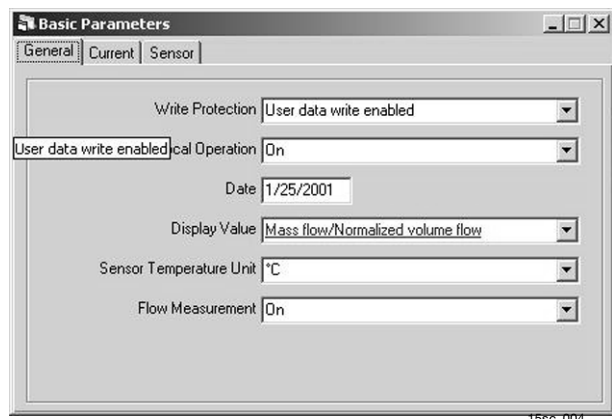 Basic Parameters
General Current Sensor
Write Protection User data write enabled
User data write enabled cal Operation On
Date 1/25/2001
Display Value Mass flow/Normalized volume flow
Sensor Temperature Unit °C
Flow Measurement On